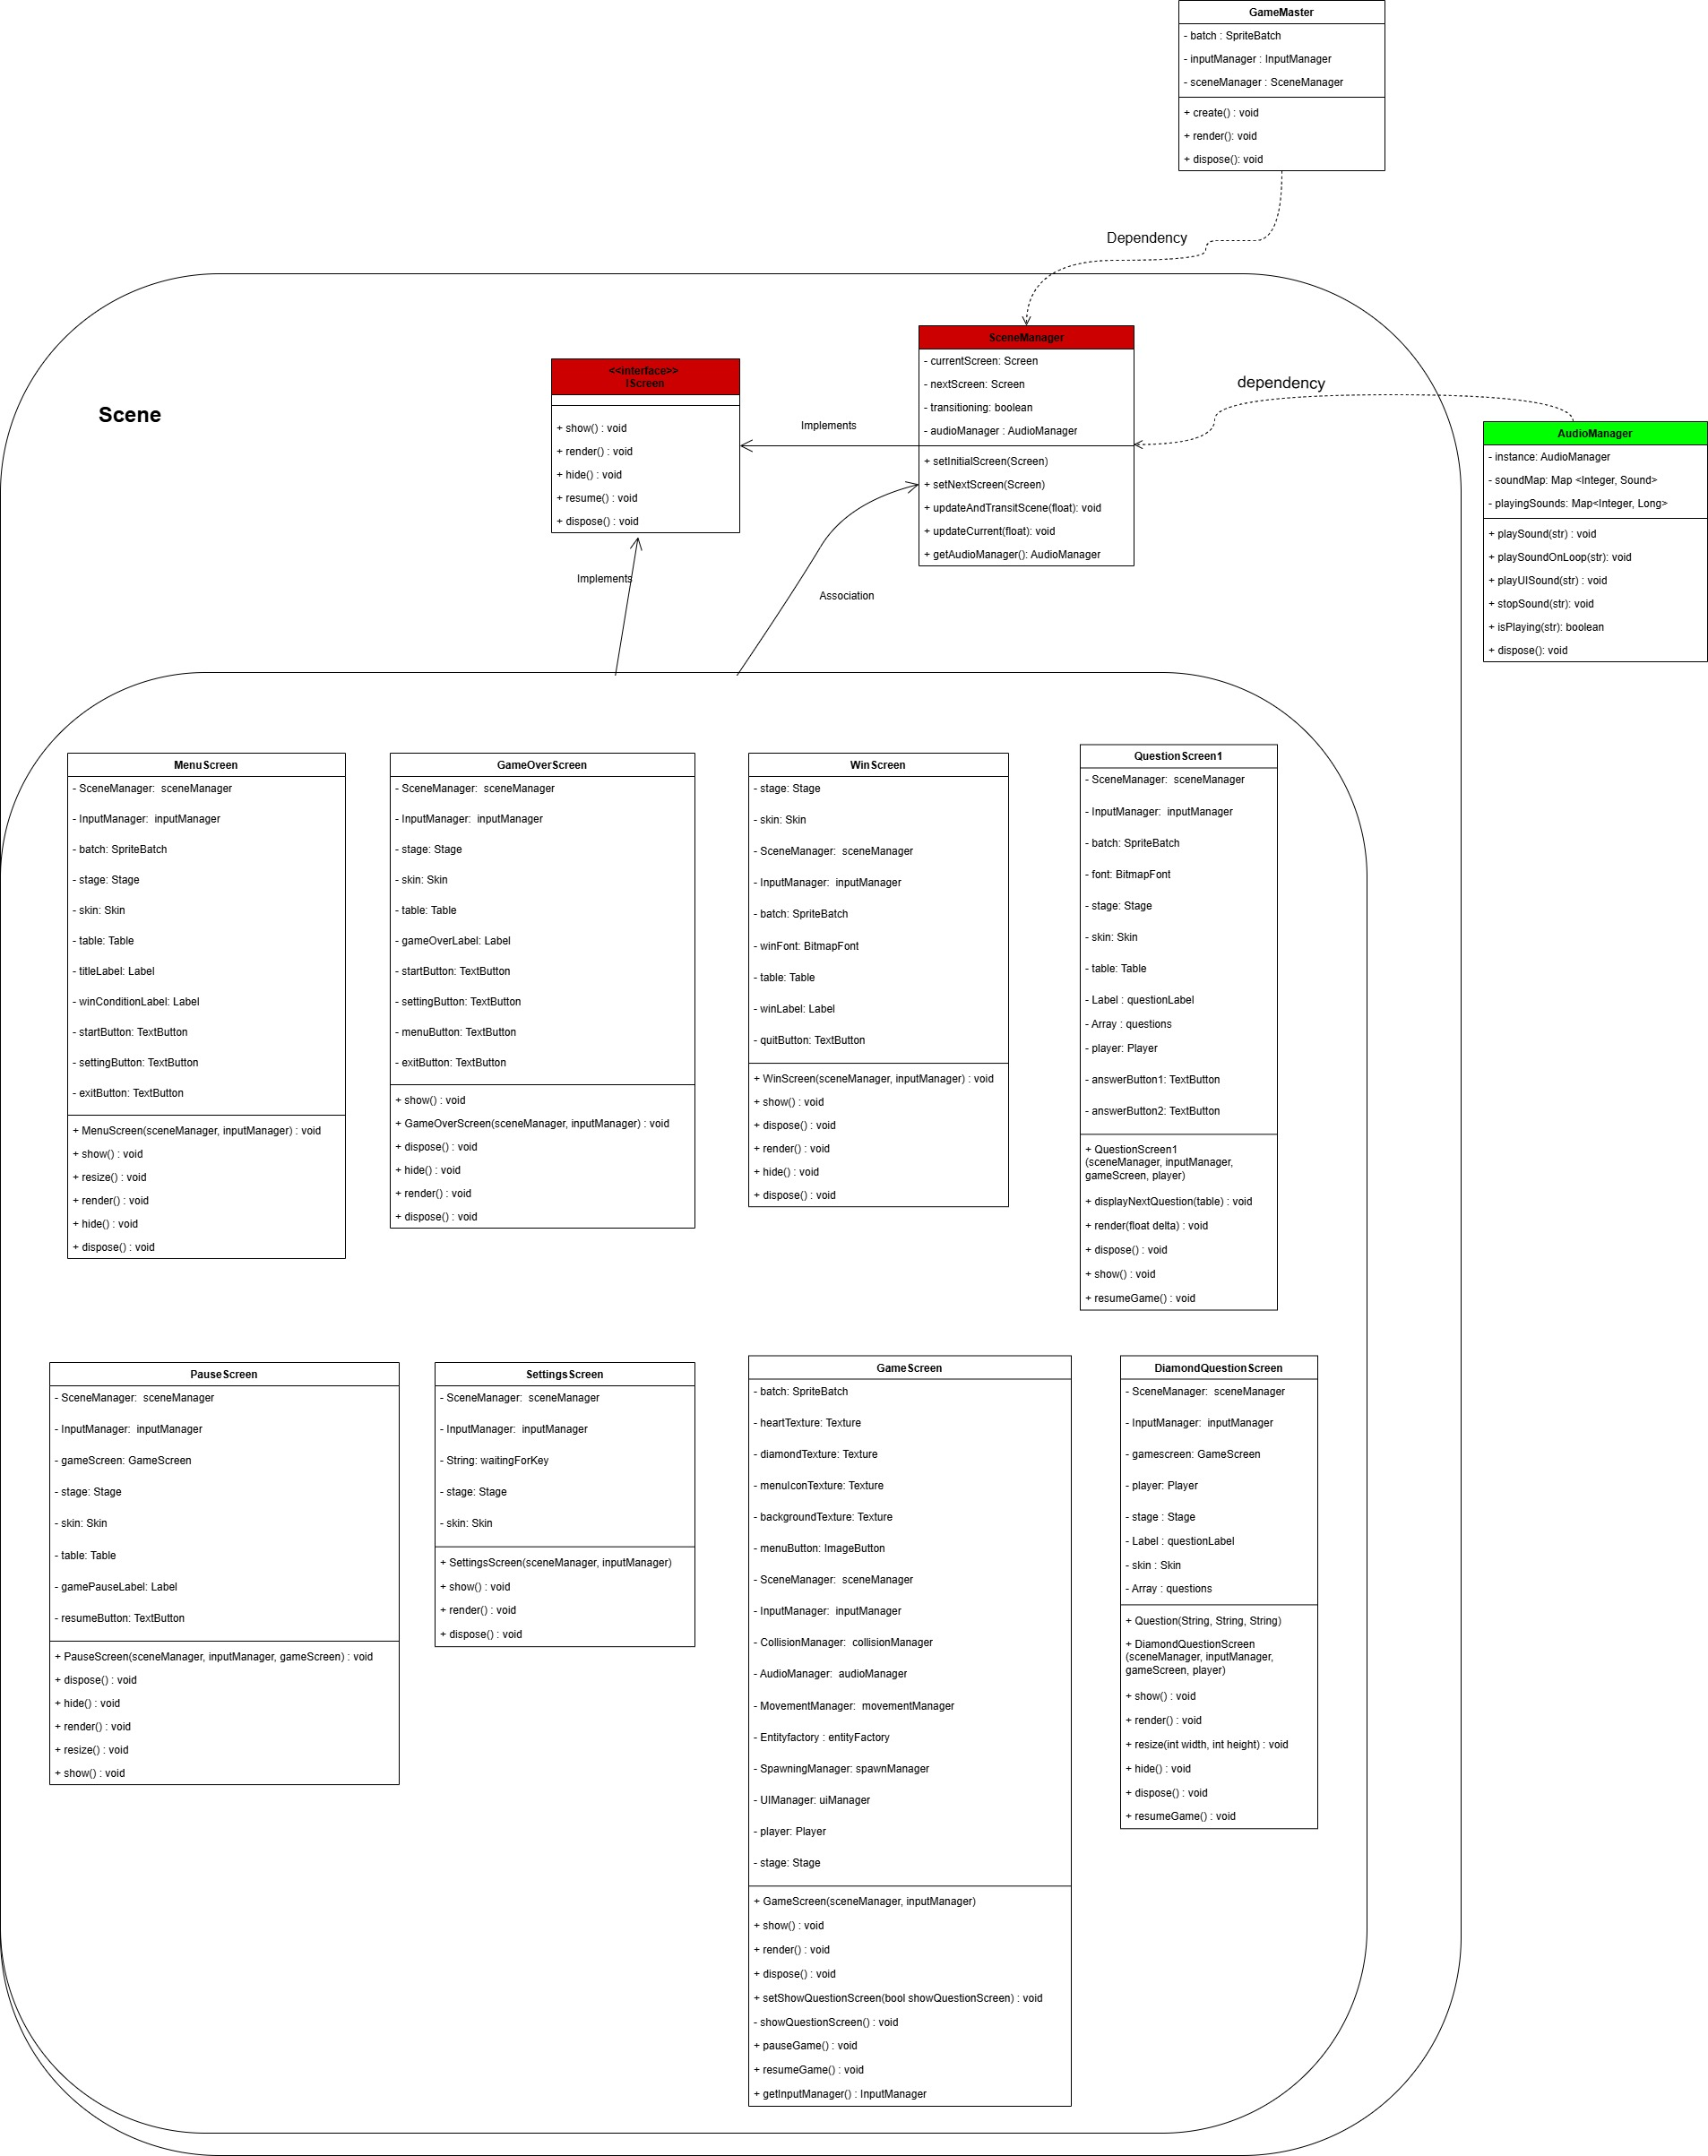 GameMaster
- batch : SpriteBatch
- inputManager : InputManager
- sceneManager : SceneManager
+ create() : void
+ render(): void
+ dispose(): void
Dependency
SceneManager
- currentScreen: Screen
- nextScreen: Screen
- transitioning: boolean
- audioManager : AudioManager
+ setInitialScreen(Screen)
+ setNextScreen(Screen)
+ updateAndTransitScene(float): void
+ updateCurrent(float): void
+ getAudioManager(): AudioManager
<<interface>>
IScreen
+ show() : void
+ render() : void
+ hide() : void
+ resume() : void
+ dispose() : void
Implements
dependency
Scene
AudioManager
- instance: AudioManager
- soundMap: Map <Integer, Sound>
- playingSounds: Map<Integer, Long>
+ playSound(str) : void
+ playSoundOnLoop(str): void
+ playUISound(str) : void
+ stopSound(str): void
+ isPlaying(str): boolean
+ dispose(): void
Implements
Association
MenuScreen
- SceneManager:  sceneManager
- InputManager:  inputManager
- batch: SpriteBatch
- stage: Stage
- skin: Skin
- table: Table
- titleLabel: Label
- winConditionLabel: Label
- startButton: TextButton
- settingButton: TextButton
- exitButton: TextButton
+ MenuScreen(sceneManager, inputManager) : void
+ show() : void
+ resize() : void
+ render() : void
+ hide() : void
+ dispose() : void
GameOverScreen
- SceneManager:  sceneManager
- InputManager:  inputManager
- stage: Stage
- skin: Skin
- table: Table
- gameOverLabel: Label
- startButton: TextButton
- settingButton: TextButton
- menuButton: TextButton
- exitButton: TextButton
+ show() : void
+ GameOverScreen(sceneManager, inputManager) : void
+ dispose() : void
+ hide() : void
+ render() : void
+ dispose() : void
WinScreen
- stage: Stage
- skin: Skin
- SceneManager:  sceneManager
- InputManager:  inputManager
- batch: SpriteBatch
- winFont: BitmapFont
- table: Table
- winLabel: Label
- quitButton: TextButton
+ WinScreen(sceneManager, inputManager) : void
+ show() : void
+ dispose() : void
+ render() : void
+ hide() : void
+ dispose() : void
QuestionScreen1
- SceneManager:  sceneManager
- InputManager:  inputManager
- batch: SpriteBatch
- font: BitmapFont
- stage: Stage
- skin: Skin
- table: Table
- Label : questionLabel
- Array : questions
- player: Player
- answerButton1: TextButton
- answerButton2: TextButton
+ QuestionScreen1
(sceneManager, inputManager,
gameScreen, player)
+ displayNextQuestion(table) : void
+ render(float delta) : void
+ dispose() : void
+ show() : void
+ resumeGame() : void
PauseScreen
- SceneManager:  sceneManager
- InputManager:  inputManager
- gameScreen: GameScreen
- stage: Stage
- skin: Skin
- table: Table
- gamePauseLabel: Label
- resumeButton: TextButton
+ PauseScreen(sceneManager, inputManager, gameScreen) : void
+ dispose() : void
+ hide() : void
+ render() : void
+ resize() : void
+ show() : void
SettingsScreen
- SceneManager:  sceneManager
- InputManager:  inputManager
- String: waitingForKey
- stage: Stage
- skin: Skin
+ SettingsScreen(sceneManager, inputManager)
+ show() : void
+ render() : void
+ dispose() : void
GameScreen
- batch: SpriteBatch
- heartTexture: Texture
- diamondTexture: Texture
- menuIconTexture: Texture
- backgroundTexture: Texture
- menuButton: ImageButton
- SceneManager:  sceneManager
- InputManager:  inputManager
- CollisionManager:  collisionManager
- AudioManager:  audioManager
- MovementManager:  movementManager
- Entityfactory : entityFactory
- SpawningManager: spawnManager
- UIManager: uiManager
- player: Player
- stage: Stage
+ GameScreen(sceneManager, inputManager)
+ show() : void
+ render() : void
+ dispose() : void
+ setShowQuestionScreen(bool showQuestionScreen) : void
- showQuestionScreen() : void
+ pauseGame() : void
+ resumeGame() : void
+ getInputManager() : InputManager
DiamondQuestionScreen
- SceneManager:  sceneManager
- InputManager:  inputManager
- gamescreen: GameScreen
- player: Player
- stage : Stage
- Label : questionLabel
- skin : Skin
- Array : questions
+ Question(String, String, String)
+ DiamondQuestionScreen
(sceneManager, inputManager,
gameScreen, player)
+ show() : void
+ render() : void
+ resize(int width, int height) : void
+ hide() : void
+ dispose() : void
+ resumeGame() : void